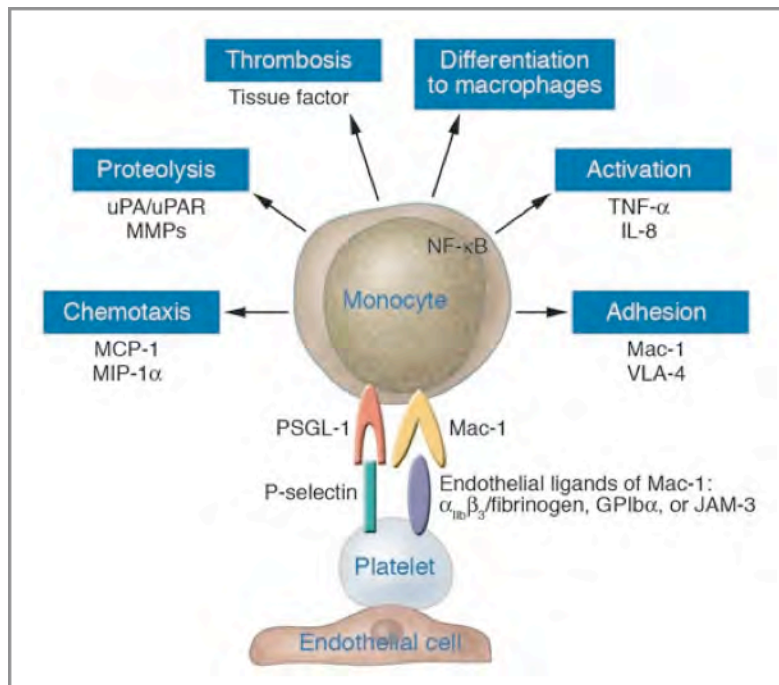 Thrombosis
Tissue factor
Differentiation
to macrophages
Proteolysis
uPA/uPAR
MMPs
Activation
TNF-α
IL-8
NF-κB
Monocyte
Chemotaxis
MCP-1
MIP-1α
Adhesion
Mac-1
VLA-4
PSGL-1
Mac-1
P-selectin
Endothelial ligands of Mac-1:
αIIbβ3/fibrinogen, GPIbα, or JAM-3
Platelet
Endothelial cell